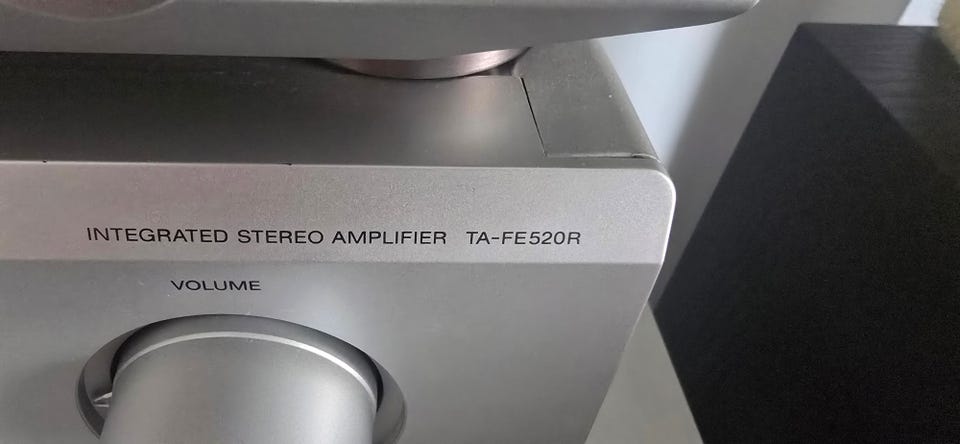 INTEGRATED STEREO AMPLIFIER TA-FE520R
VOLUME